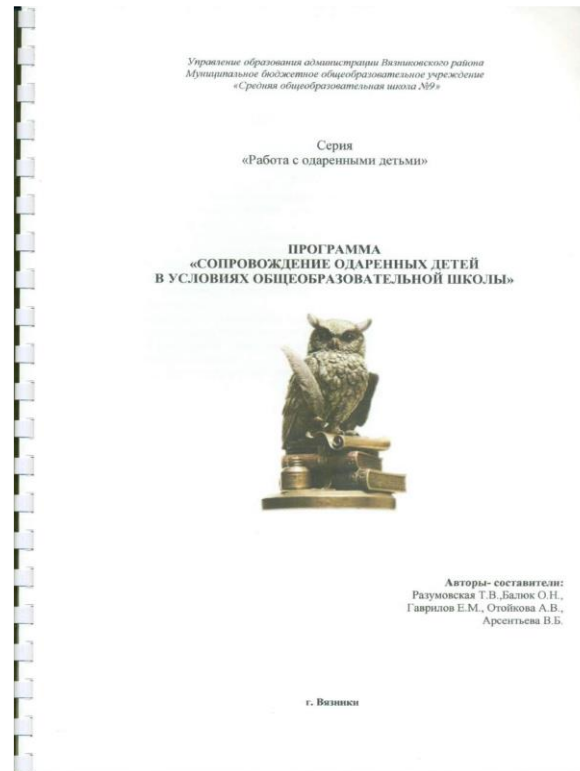 Управление образования администрации Вязниковского района
Муниципальное бюджетное общеобразовательное учреждение
«Средняя общеобразовательная школа №9»
Серия
«Работа с одаренными детьми»
ПРОГРАММА
«СОПРОВОЖДЕНИЕ ОДАРЕННЫХ ДЕТЕЙ
В УСЛОВИЯХ ОБЩЕОБРАЗОВАТЕЛЬНОЙ ШКОЛЫ»
Авторы- составители:
Разумовская Т.В.,Балюк О.Н.,
Гаврилов Е.М., Отойкова А.В.,
Арсентьева В.Б.
г. Вязники